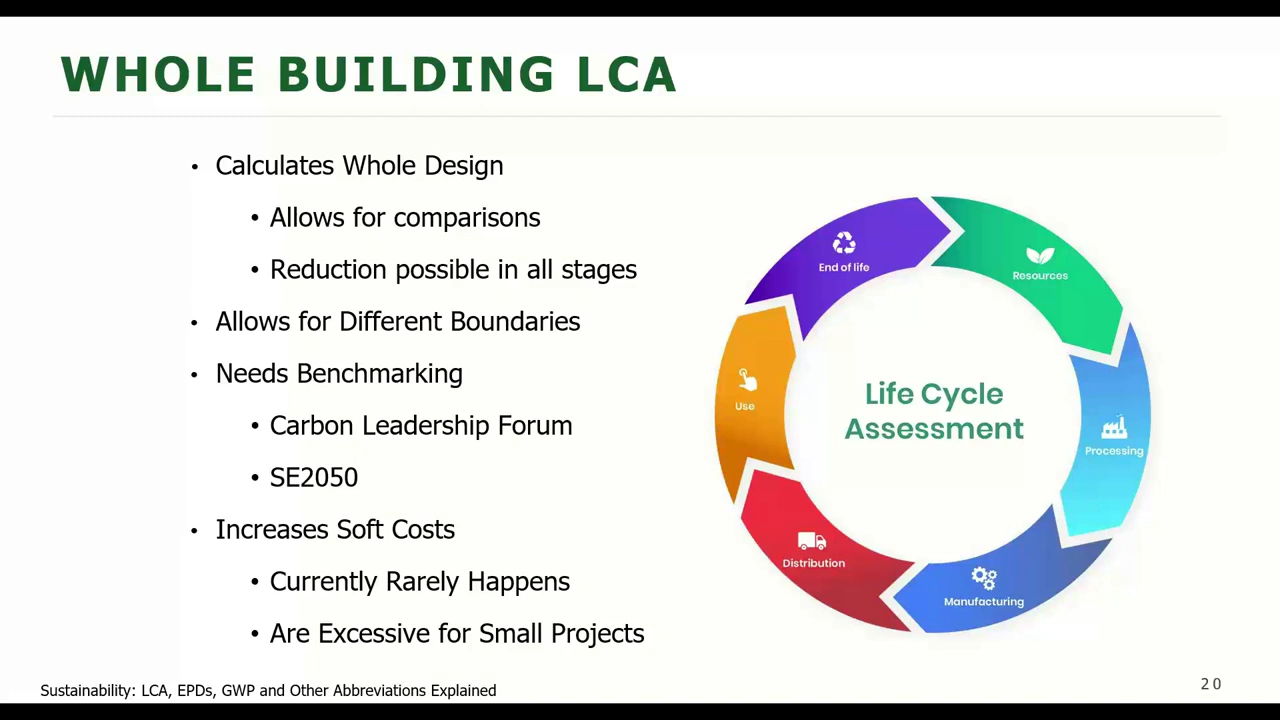 WHOLE BUILDING LCA
• Calculates Whole Design
• Allows for comparisons
• Reduction possible in all stages
• Allows for Different Boundaries
• Needs Benchmarking
• Carbon Leadership Forum
• SE2050
• Increases Soft Costs
• Currently Rarely Happens
• Are Excessive for Small Projects
End of life
Resources
Use
Life Cycle
Assessment
Processing
Distribution
Manufacturing
Sustainability: LCA, EPDs, GWP and Other Abbreviations Explained
20